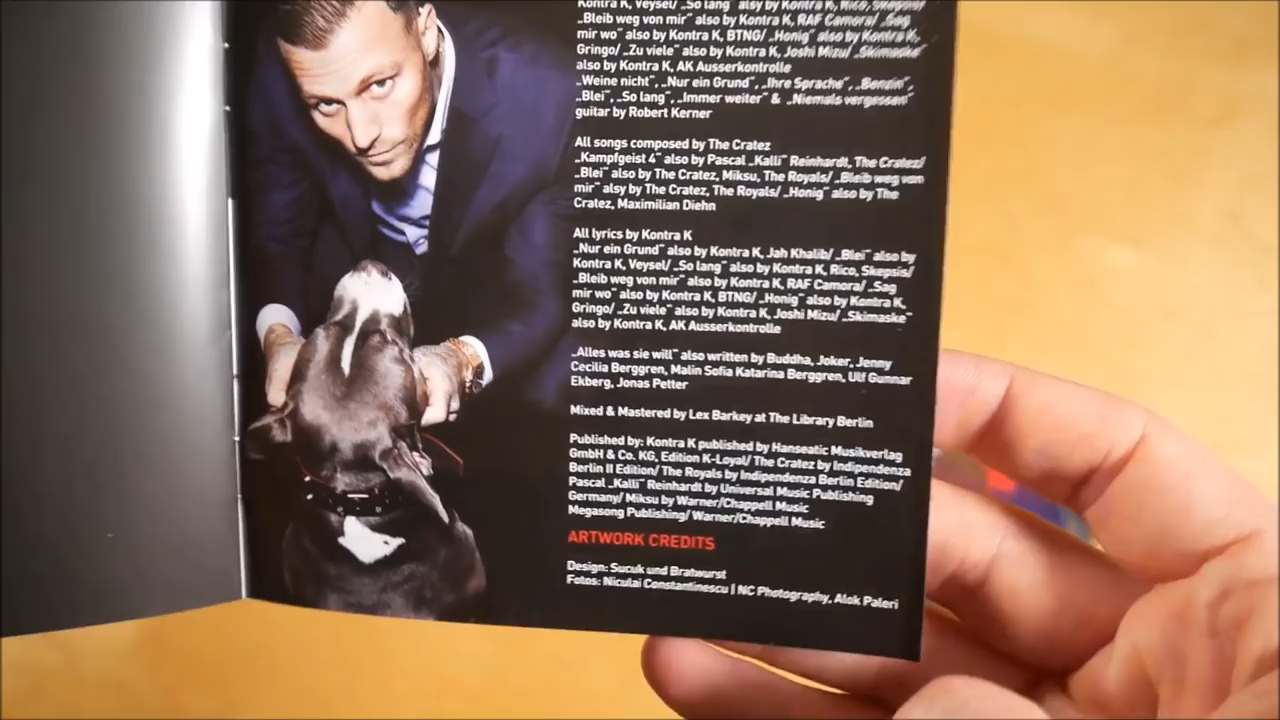 Kontra K, Veysel/ „So lang“ alsy by Kontra K, Rico, Skepsis/
„Bleib weg von mir“ also by Kontra K, RAF Camora/ „Sag
mir wo“ also by Kontra K, BTNG/ „Honig“ also by Kontra K,
Gringo/ „Zu viele“ also by Kontra K, Joshi Mizu/ „Skimaske“
also by Kontra K, AK Ausserkontrolle
„Weine nicht“, „Nur ein Grund“, „Ihre Sprache“, „Benzin“,
„Blei“, „So lang“, „Immer weiter“ & „Niemals vergessen“
guitar by Robert Kerner
All songs composed by The Cratez
„Kampfgeist 4“ also by Pascal „Kalli“ Reinhardt, The Cratez/
„Blei“ also by The Cratez, Miksu, The Royals/ „Bleib weg von
mir“ alsy by The Cratez, The Royals/ „Honig“ also by The
Cratez, Maximilian Diehn
All lyrics by Kontra K
„Nur ein Grund“ also by Kontra K, Jah Khalib/ „Blei“ also by
Kontra K, Veysel/ „So lang“ also by Kontra K, Rico, Skepsis/
„Bleib weg von mir“ also by Kontra K, RAF Camora/ „Sag
mir wo“ also by Kontra K, BTNG/ „Honig“ also by Kontra K,
Gringo/ „Zu viele“ also by Kontra K, Joshi Mizu/ „Skimaske“
also by Kontra K, AK Ausserkontrolle
„Alles was sie will“ also written by Buddha, Joker, Jenny
Cecilia Berggren, Malin Sofia Katarina Berggren, Ulf Gunnar
Ekberg, Jonas Petter
Mixed & Mastered by Lex Barkey at The Library Berlin
Published by: Kontra K published by Hanseatic Musikverlag
GmbH & Co. KG, Edition K-Loyal/ The Cratez by Indipendenza
Berlin II Edition/ The Royals by Indipendenza Berlin Edition/
Pascal „Kalli“ Reinhardt by Universal Music Publishing
Germany/ Miksu by Warner/Chappell Music
Megasong Publishing/ Warner/Chappell Music
ARTWORK CREDITS
Design: Sucuk und Bratwurst
Fotos: Niculai Constantinescu | NC Photography, Alok Paleri